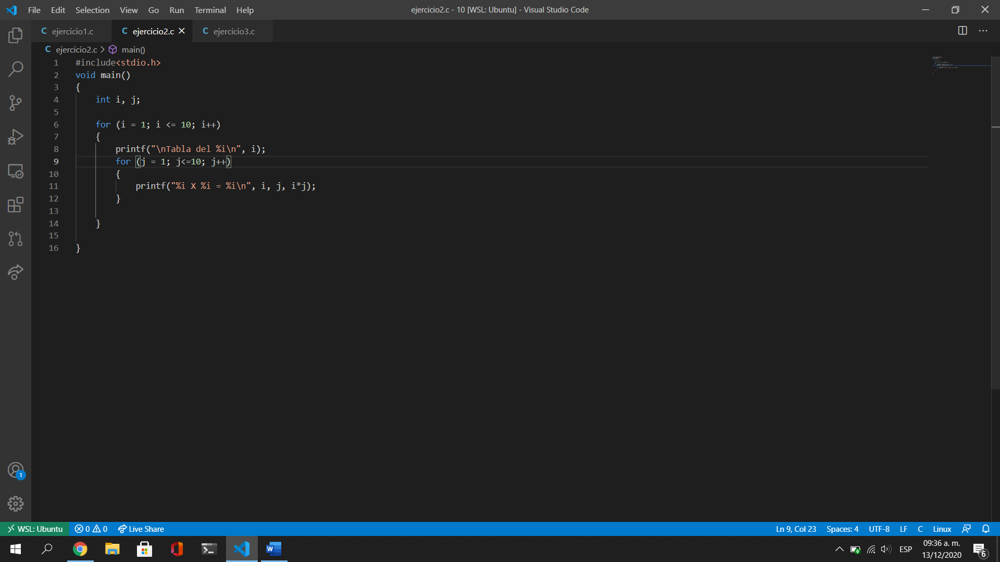 File Edit Selection View Go Run Terminal Help
ejercicio2.c - 10 [WSL: Ubuntu] - Visual Studio Code
C ejercicio1.c
C ejercicio2.c
C ejercicio3.c
C ejercicio2.c > main()
1 #include<stdio.h>
2 void main()
3 {
4     int i, j;
5
6     for (i = 1; i <= 10; i++)
7     {
8         printf("\nTabla del %i\n", i);
9         for (j = 1; j<=10; j++)
10         {
11             printf("%i X %i = %i\n", i, j, i*j);
12         }
13
14     }
15
16 }
1
WSL: Ubuntu 0 0 Live Share
Ln 9, Col 23 Spaces: 4 UTF-8 LF C Linux
ESP
09:36 a. m.
13/12/2020
6